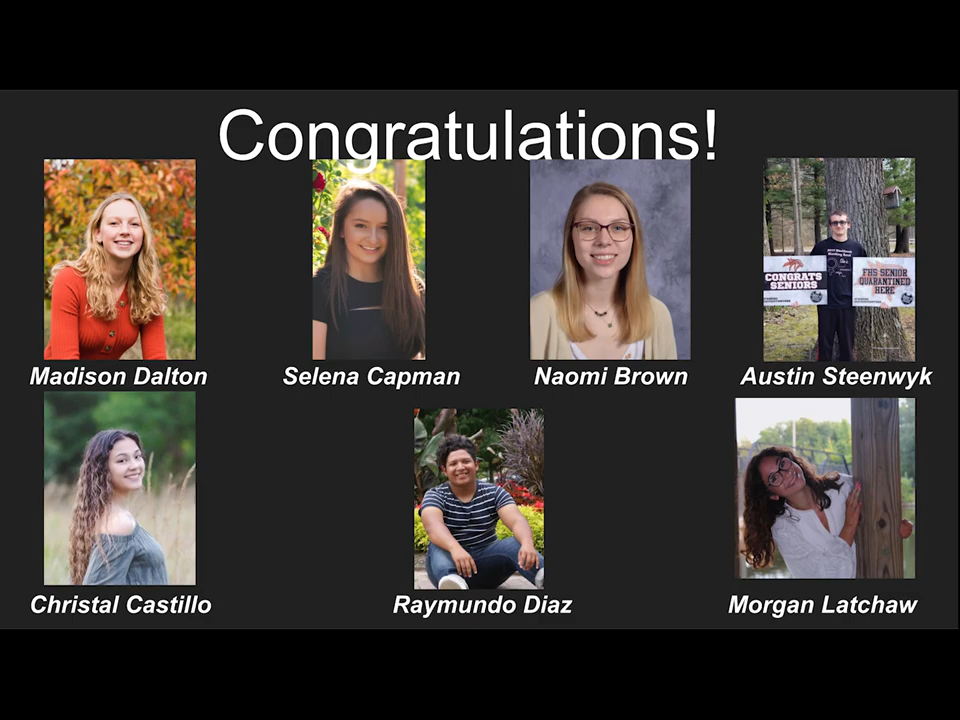 Congratulations!
CONGRATS
SENIORS
FHS SENIOR
QUARANTINED
HERE
Madison Dalton
Selena Capman
Naomi Brown
Austin Steenwyk
Christal Castillo
Raymundo Diaz
Morgan Latchaw